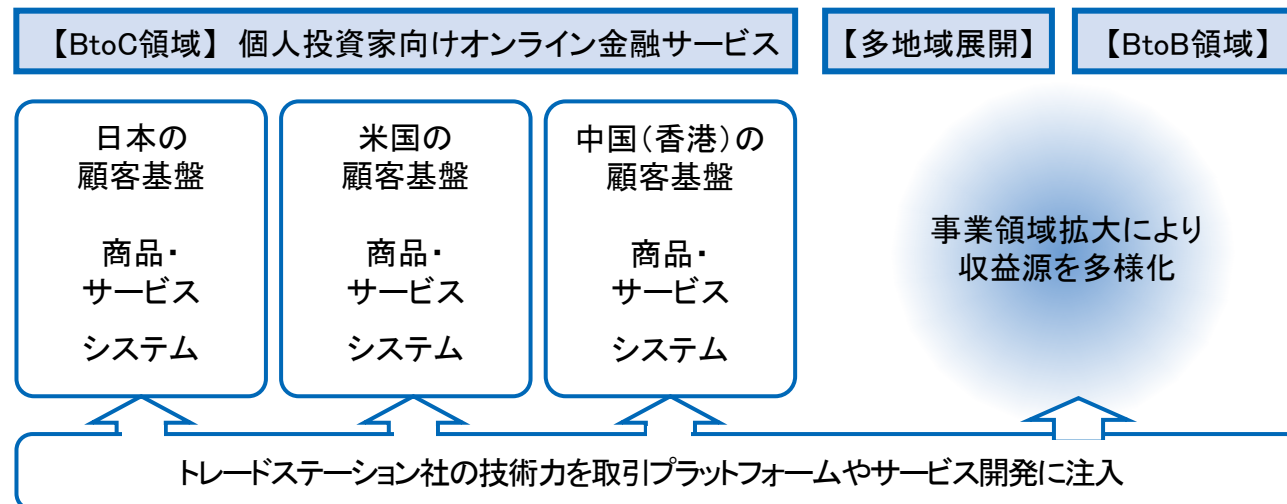 【BtoC領域】 個人投資家向けオンライン金融サービス
【多地域展開】
【BtoB領域】
日本の
顧客基盤
商品・
サービス
システム
米国の
顧客基盤
商品・
サービス
システム
中国(香港)の
顧客基盤
商品・
サービス
システム
事業領域拡大により
収益源を多様化
トレードステーション社の技術力を取引プラットフォームやサービス開発に注入